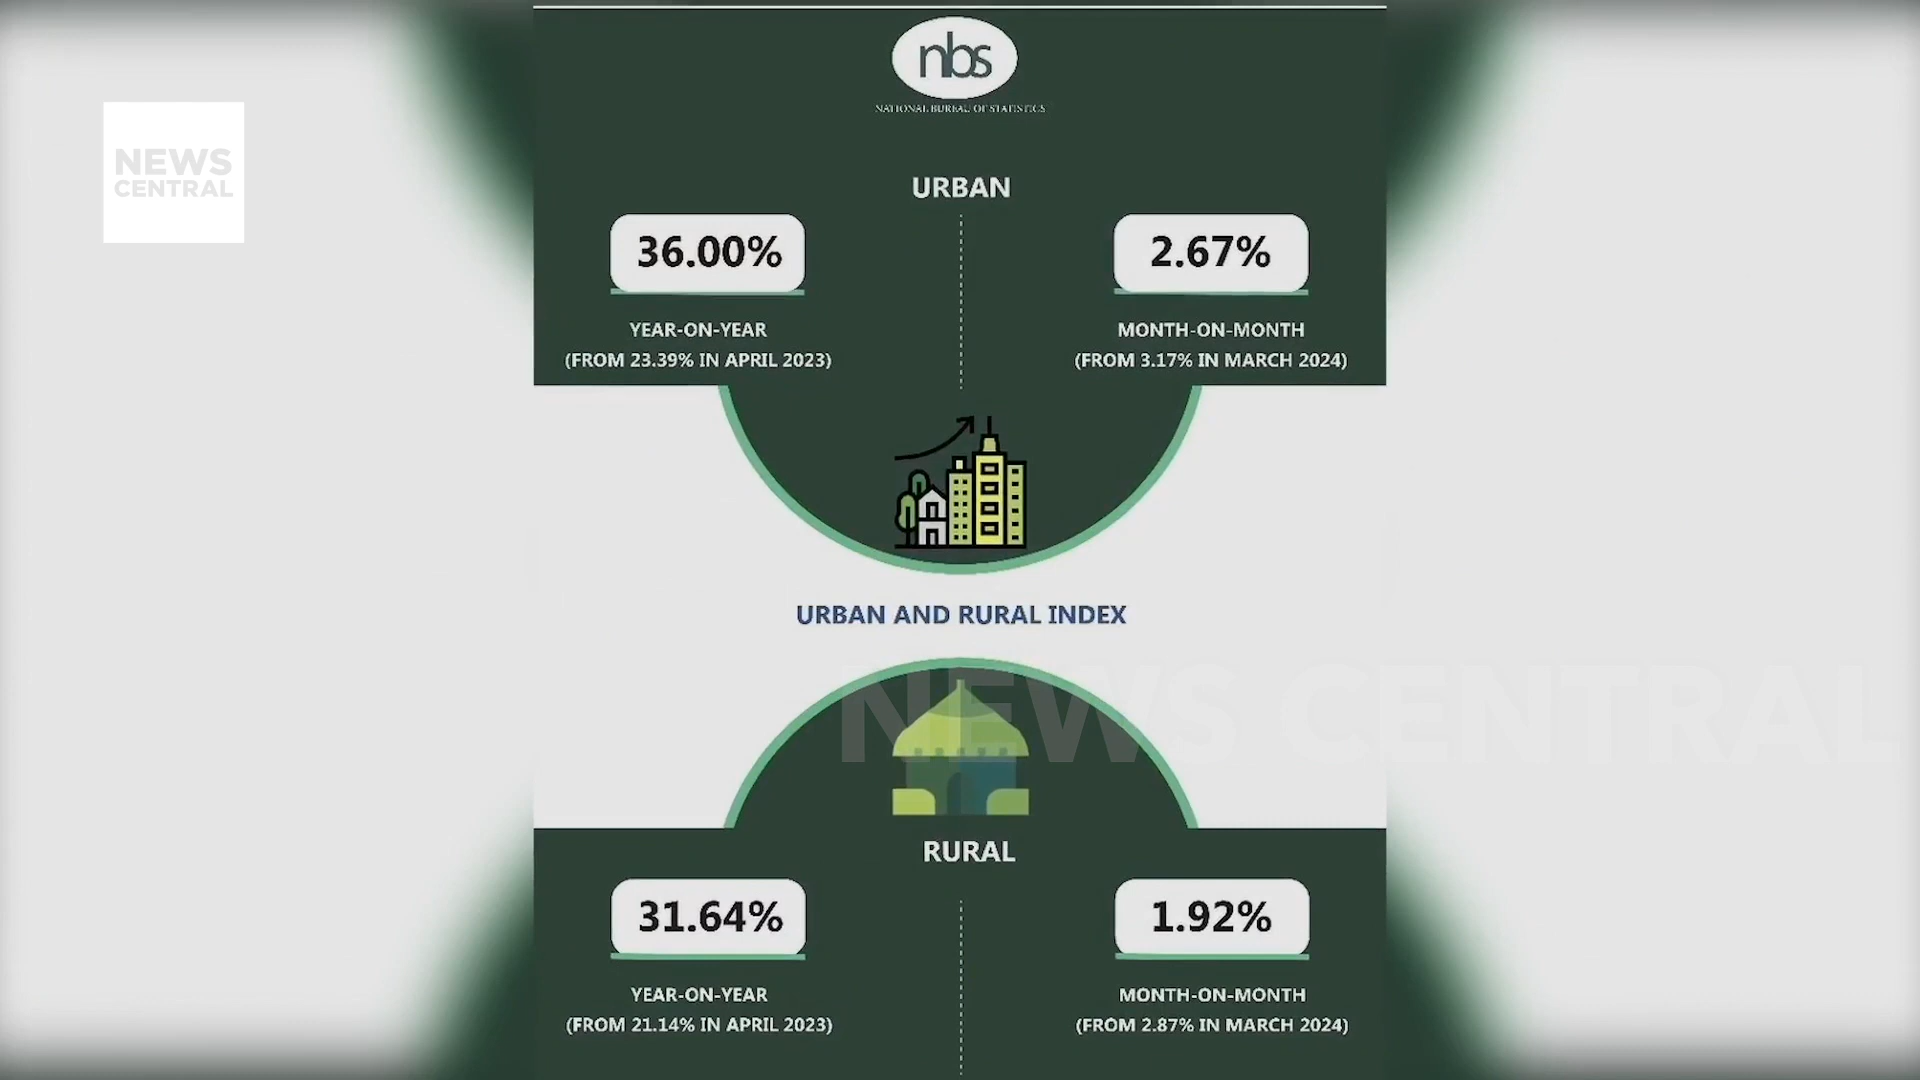 nbs
NATIONAL BUREAU OF STATISTICS
NEWS
CENTRAL
URBAN
36.00%
2.67%
YEAR-ON-YEAR
(FROM 23.39% IN APRIL 2023)
MONTH-ON-MONTH
(FROM 3.17% IN MARCH 2024)
URBAN AND RURAL INDEX
NEWS CENTRAL
RURAL
31.64%
1.92%
YEAR-ON-YEAR
(FROM 21.14% IN APRIL 2023)
MONTH-ON-MONTH
(FROM 2.87% IN MARCH 2024)